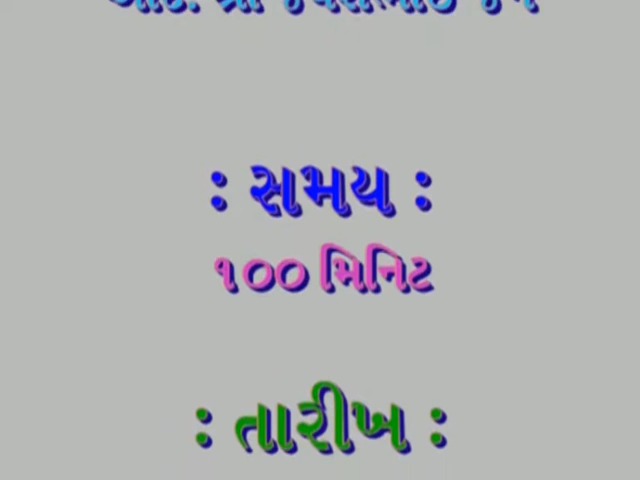 : સમય :
૧૦૦ મિનિટ
: તારીખ :